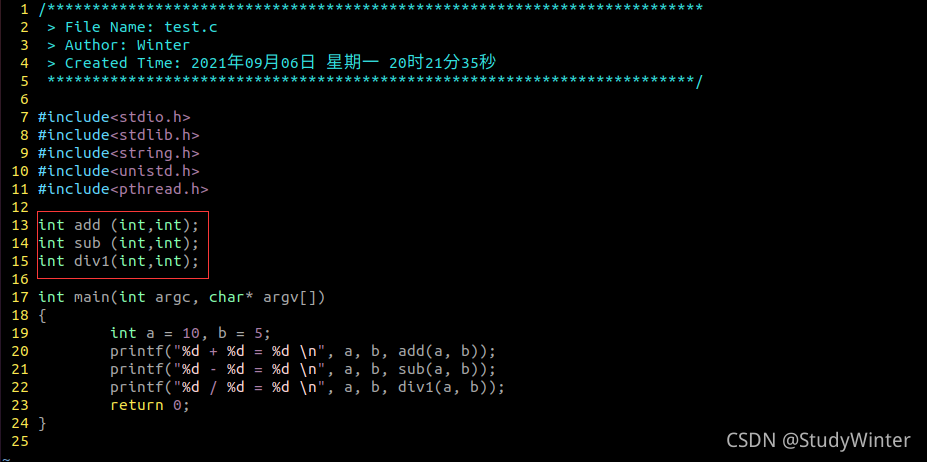 1 /*************************************************************************
2  > File Name: test.c
3  > Author: Winter
4  > Created Time: 2021年09月06日 星期一 20时21分35秒
5  ************************************************************************/
6
7 #include<stdio.h>
8 #include<stdlib.h>
9 #include<string.h>
10 #include<unistd.h>
11 #include<pthread.h>
12
13 int add (int,int);
14 int sub (int,int);
15 int div1(int,int);
16
17 int main(int argc, char* argv[])
18 {
19         int a = 10, b = 5;
20         printf("%d + %d = %d \n", a, b, add(a, b));
21         printf("%d - %d = %d \n", a, b, sub(a, b));
22         printf("%d / %d = %d \n", a, b, div1(a, b));
23         return 0;
24 }
25
~
CSDN @StudyWinter